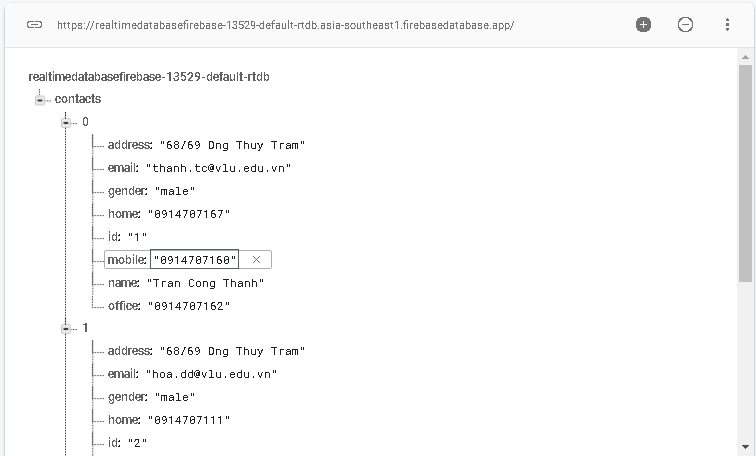 https://realtimedatabasefirebase-13529-default-rtdb.asia-southeast1.firebasedatabase.app/
realtimedatabasefirebase-13529-default-rtdb
contacts
0
address: "68/69 Dng Thuy Tram"
email: "thanh.tc@vlu.edu.vn"
gender: "male"
home: "0914707167"
id: "1"
mobile: "0914707160"
name: "Tran Cong Thanh"
office: "0914707162"
1
address: "68/69 Dng Thuy Tram"
email: "hoa.dd@vlu.edu.vn"
gender: "male"
home: "0914707111"
id: "2"